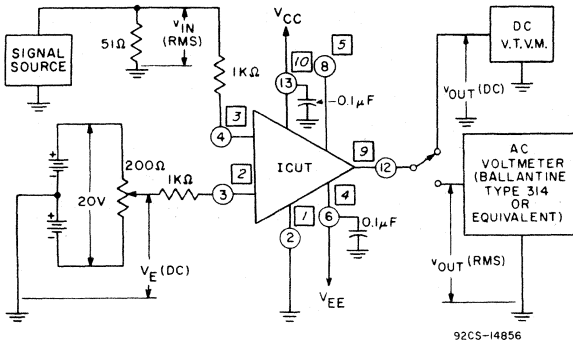 SIGNAL
SOURCE
51Ω
vIN
(RMS)
1KΩ
VCC
10
13
0.1μF
5
8
3
4
ICUT
9
12
2
3
1KΩ
200Ω
20V
+
-
+
-
VE (DC)
1
2
4
6
0.1μF
VEE
DC
V.T.V.M.
vOUT (DC)
AC
VOLTMETER
(BALLANTINE
TYPE 314
OR
EQUIVALENT)
vOUT (RMS)
92CS-14856